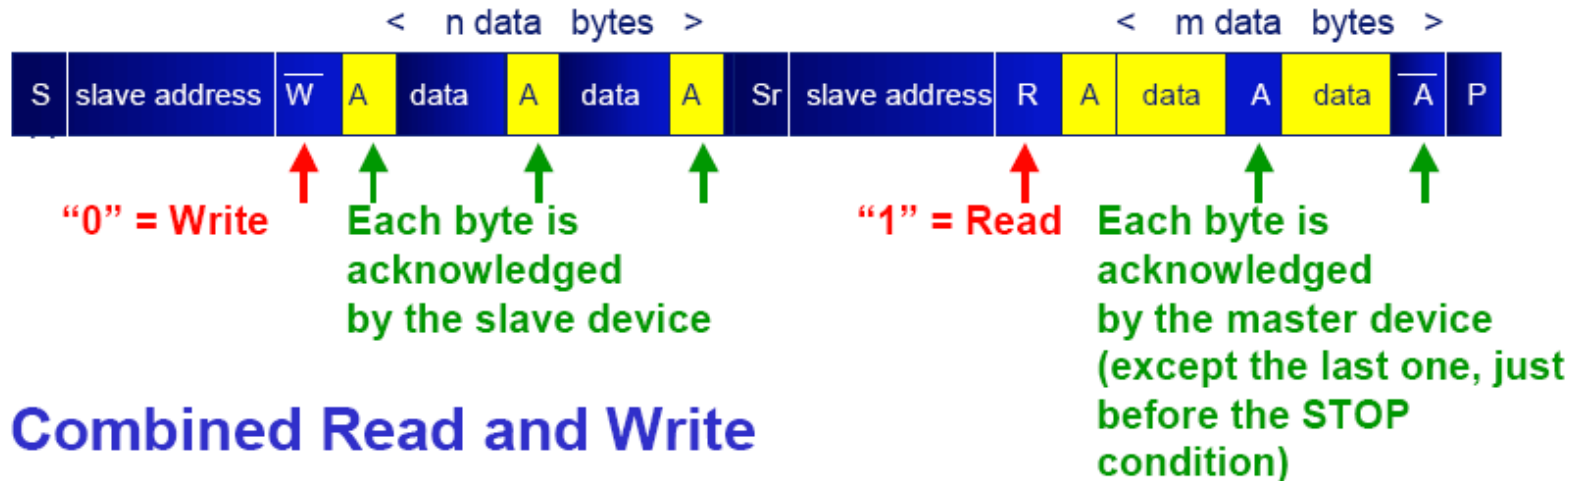 < n data bytes >
< m data bytes >
S slave address W̅ A data A data A Sr slave address R A data A data A̅ P
“0” = Write
Each byte is
acknowledged
by the slave device
“1” = Read
Each byte is
acknowledged
by the master device
(except the last one, just
before the STOP
condition)
Combined Read and Write